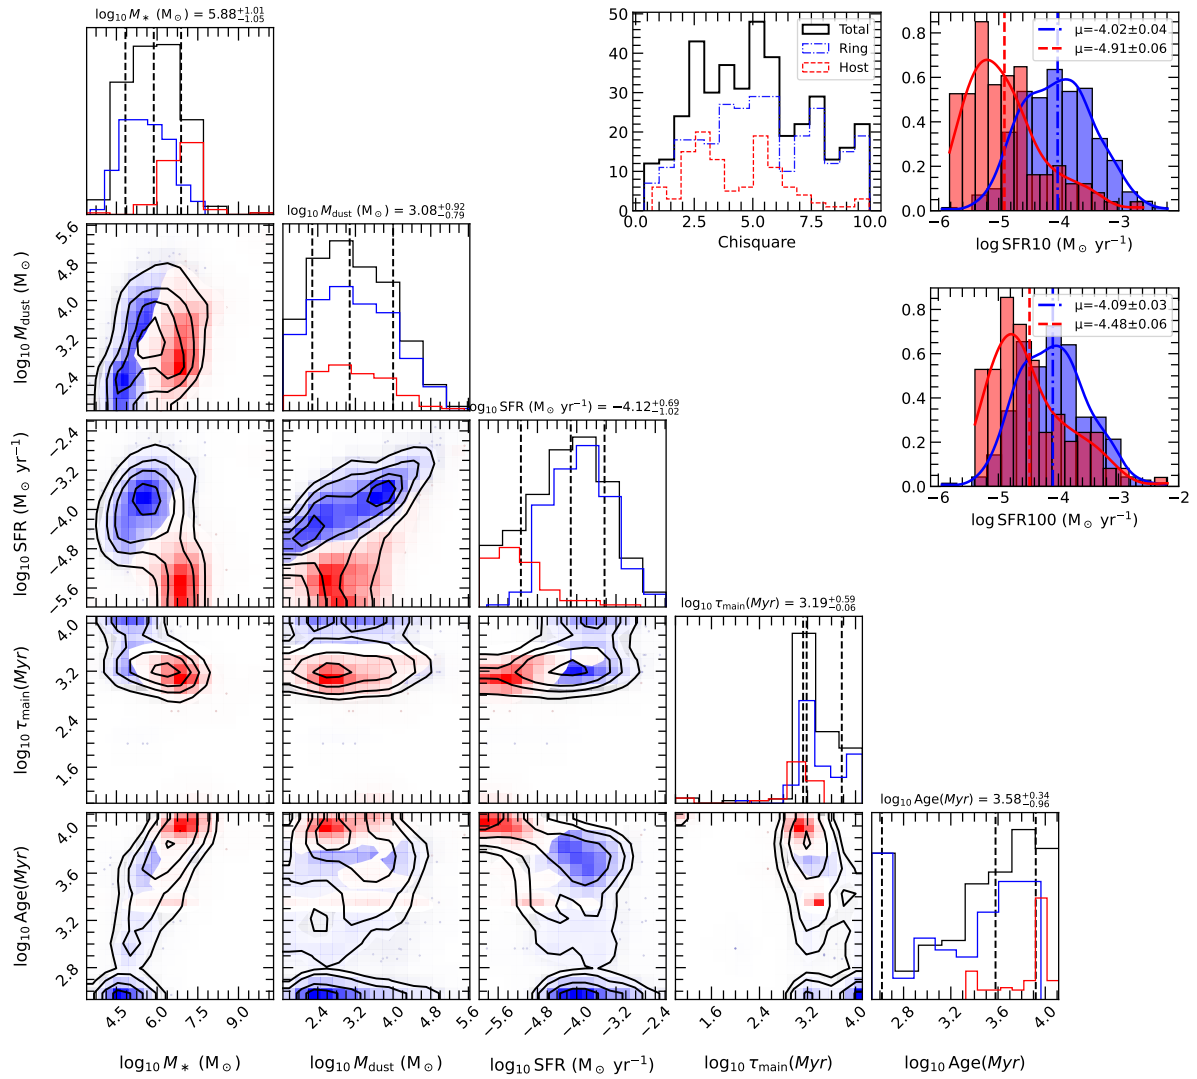 log₁₀ M∗ (M⊙) = 5.88 +1.01 −1.05
50
40
30
20
10
0
Total
Ring
Host
0.0 2.5 5.0 7.5 10.0
Chisquare
0.8
0.6
0.4
0.2
0.0
μ=-4.02±0.04
μ=-4.91±0.06
−6 −5 −4 −3
log SFR10 (M⊙ yr⁻¹)
log₁₀ M_dust (M⊙) = 3.08 +0.92 −0.79
log₁₀ M_dust (M⊙)
5.6
4.8
4.0
3.2
2.4
0.8
0.6
0.4
0.2
0.0
μ=-4.09±0.03
μ=-4.48±0.06
−6 −5 −4 −3 −2
log SFR100 (M⊙ yr⁻¹)
log₁₀ SFR (M⊙ yr⁻¹) = −4.12 +0.69 −1.02
log₁₀ SFR (M⊙ yr⁻¹)
−2.4
−3.2
−4.0
−4.8
−5.6
log₁₀ τ_main(Myr) = 3.19 +0.59 −0.06
log₁₀ τ_main(Myr)
4.0
3.2
2.4
1.6
log₁₀ Age(Myr) = 3.58 +0.34 −0.96
log₁₀ Age(Myr)
4.0
3.6
3.2
2.8
4.5 6.0 7.5 9.0
2.4 3.2 4.0 4.8 5.6
−4.8 −4.0 −3.2 −2.4
1.6 2.4 3.2 4.0
2.8 3.2 3.6 4.0
log₁₀ M∗ (M⊙)
log₁₀ M_dust (M⊙)
log₁₀ SFR (M⊙ yr⁻¹)
log₁₀ τ_main(Myr)
log₁₀ Age(Myr)